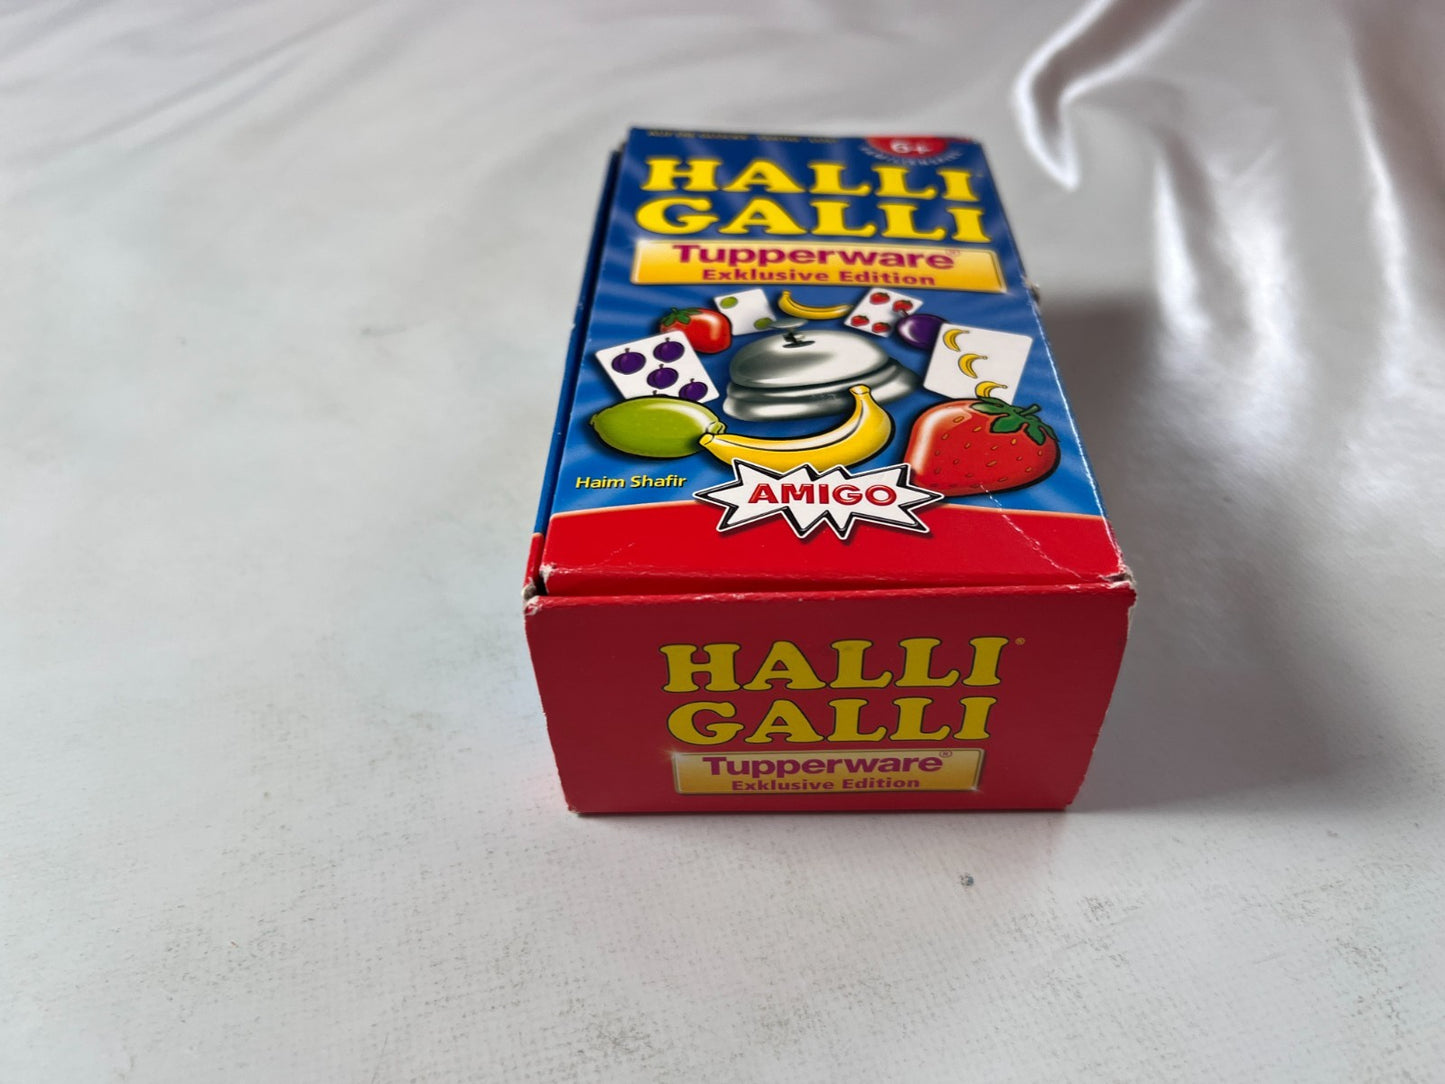 6+
HALLI
GALLI
Tupperware®
Exklusive Edition
Haim Shafir
AMIGO
HALLI®
GALLI
Tupperware®
Exklusive Edition